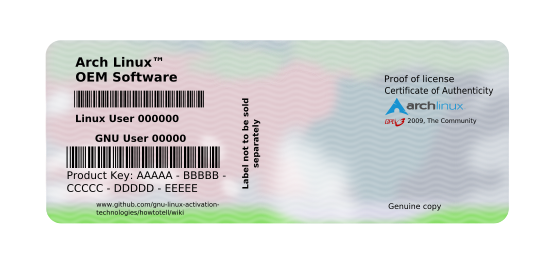 Arch Linux™
OEM Software
Linux User 000000
GNU User 00000
Product Key: AAAAA - BBBBB -
CCCCC - DDDDD - EEEEE
www.github.com/gnu-linux-activation-
technologies/howtotell/wiki
Label not to be sold
separately
Proof of license
Certificate of Authenticity
archlinux
GPLv3 2009, The Community
Genuine copy